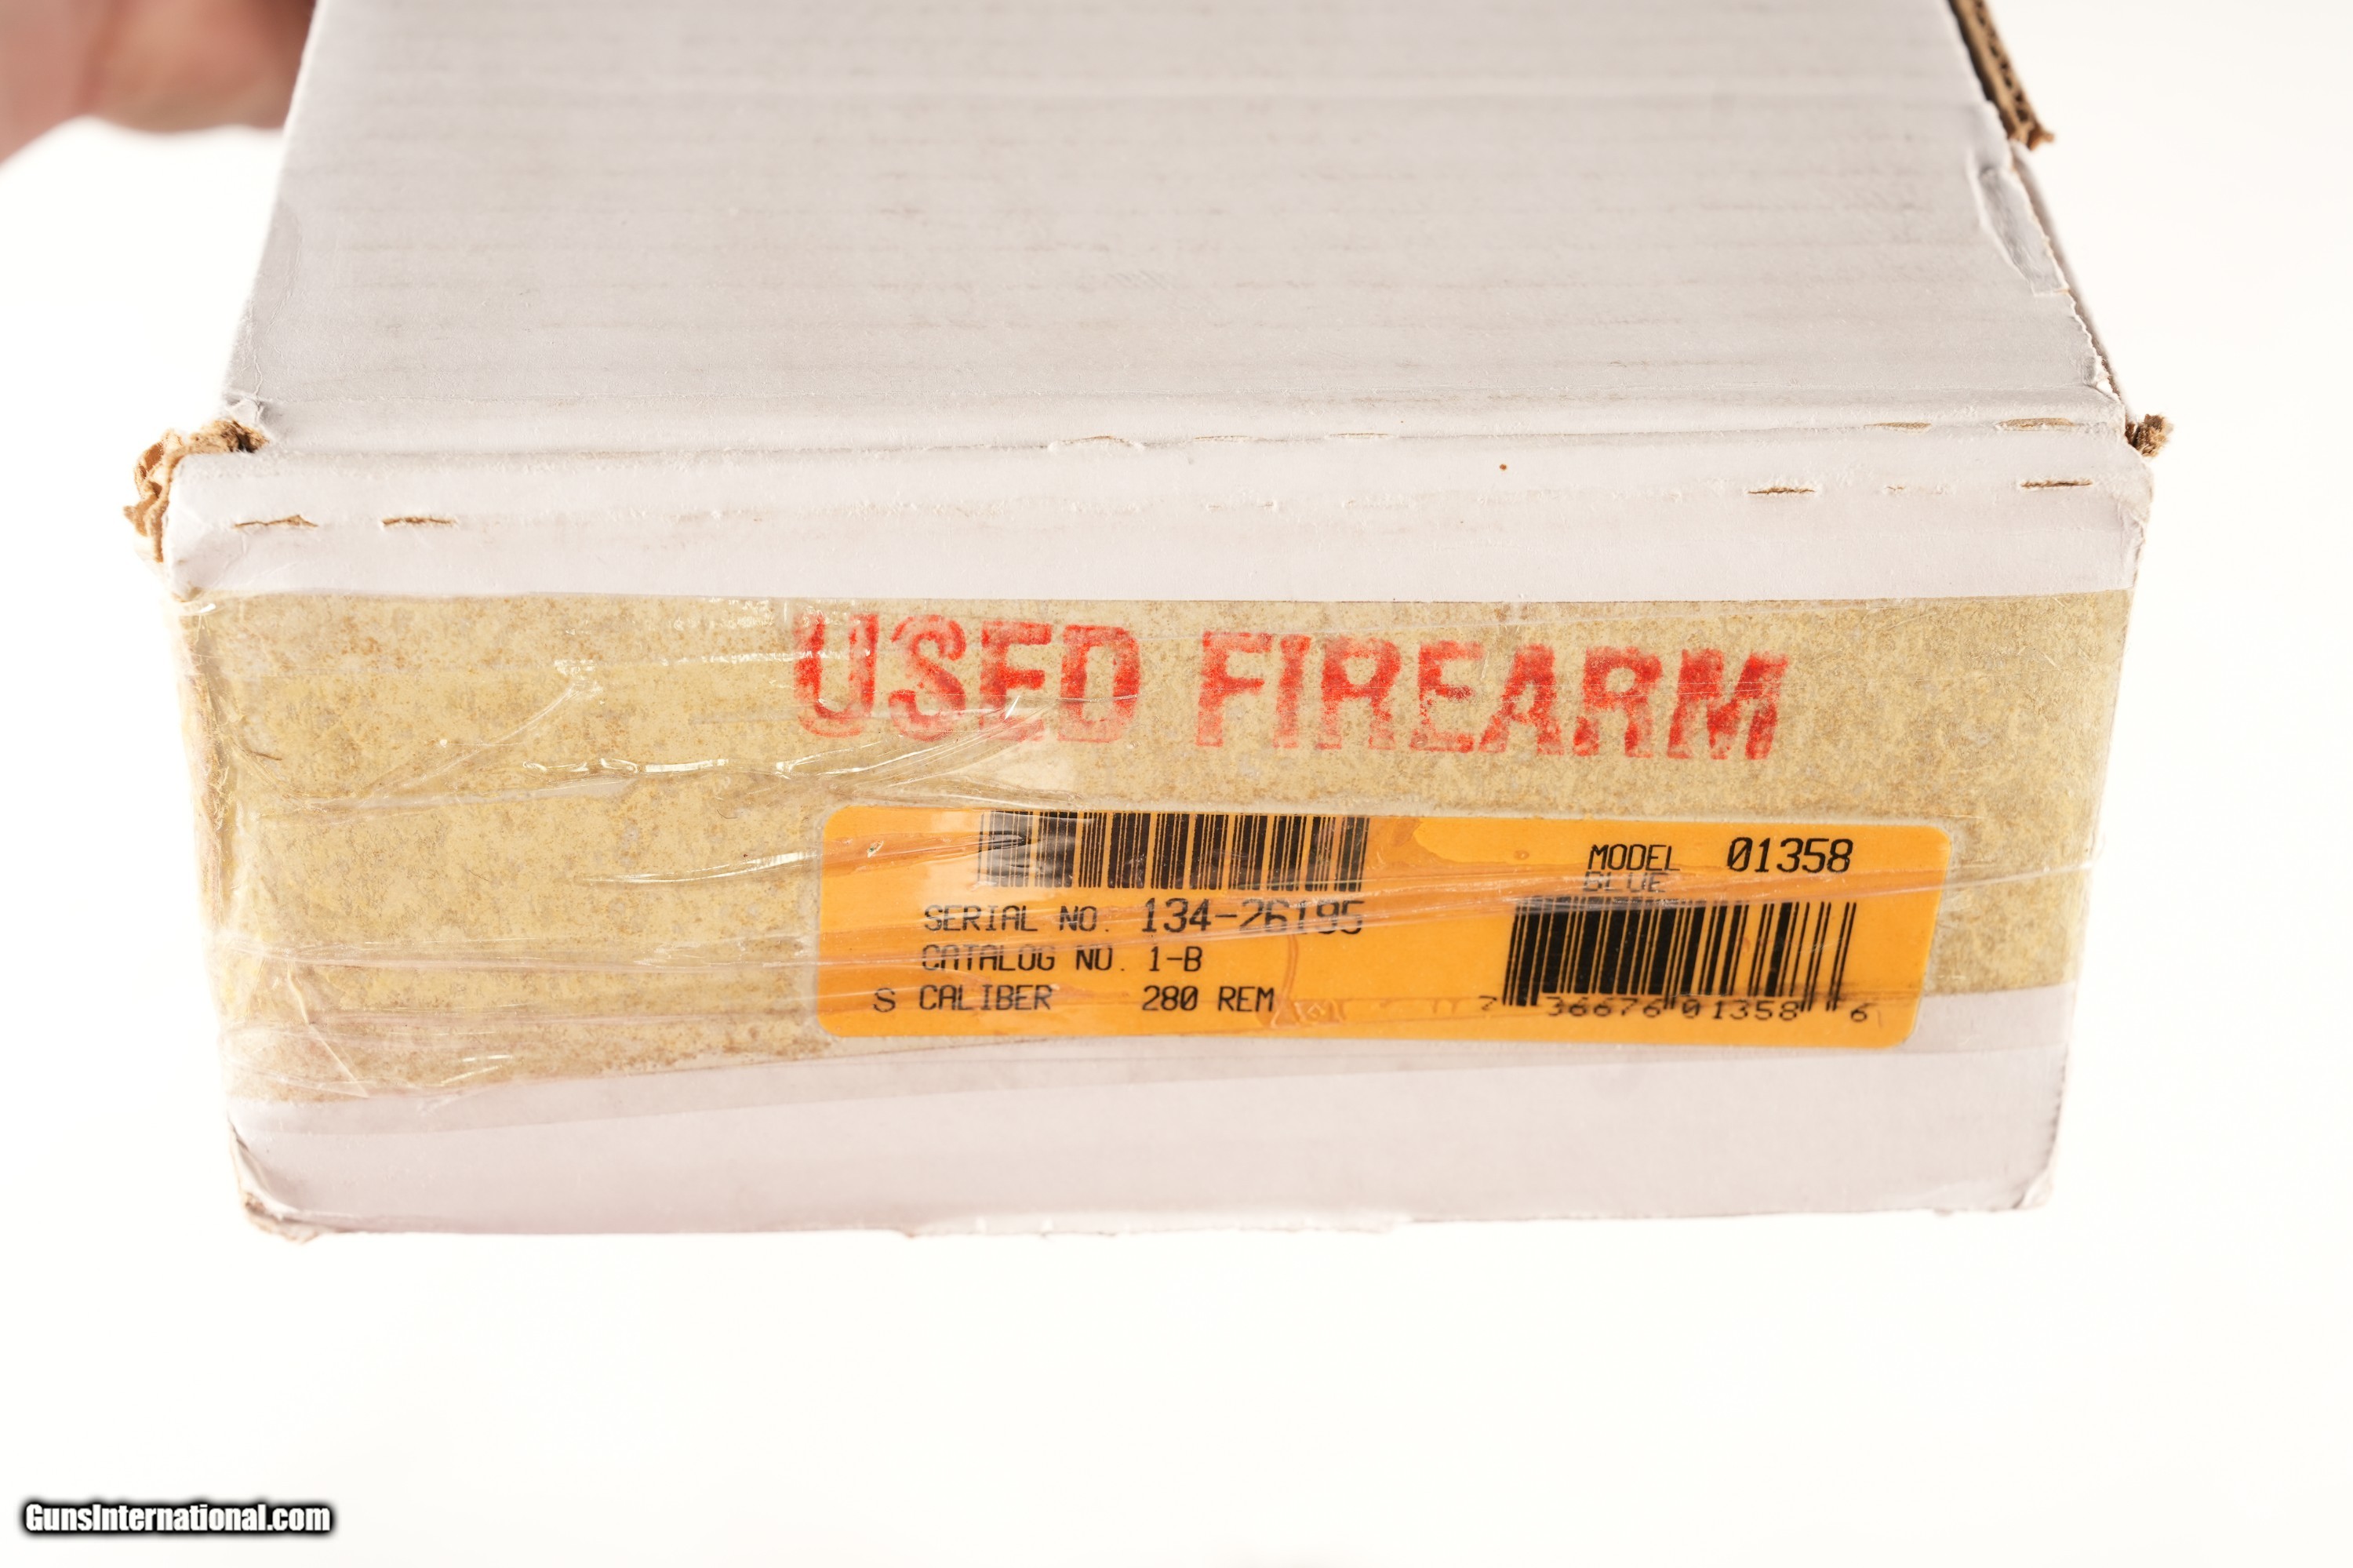 USED FIREARM
MODEL 01358
BLUE
SERIAL NO. 134-26195
CATALOG NO. 1-B
S CALIBER 280 REM
7 36676 01358 6
GunsInternational.com